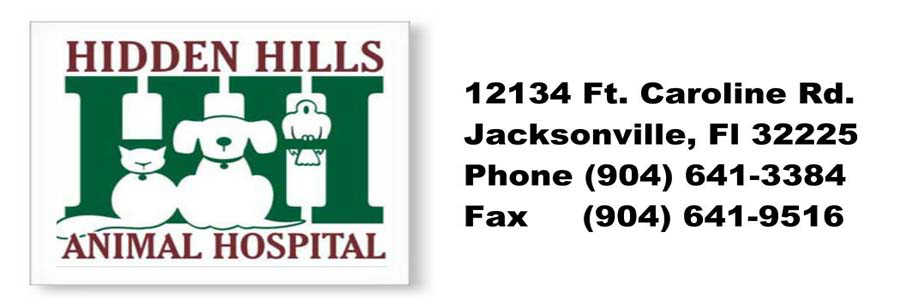 HIDDEN HILLS
HH
ANIMAL HOSPITAL
12134 Ft. Caroline Rd.
Jacksonville, Fl 32225
Phone (904) 641-3384
Fax (904) 641-9516